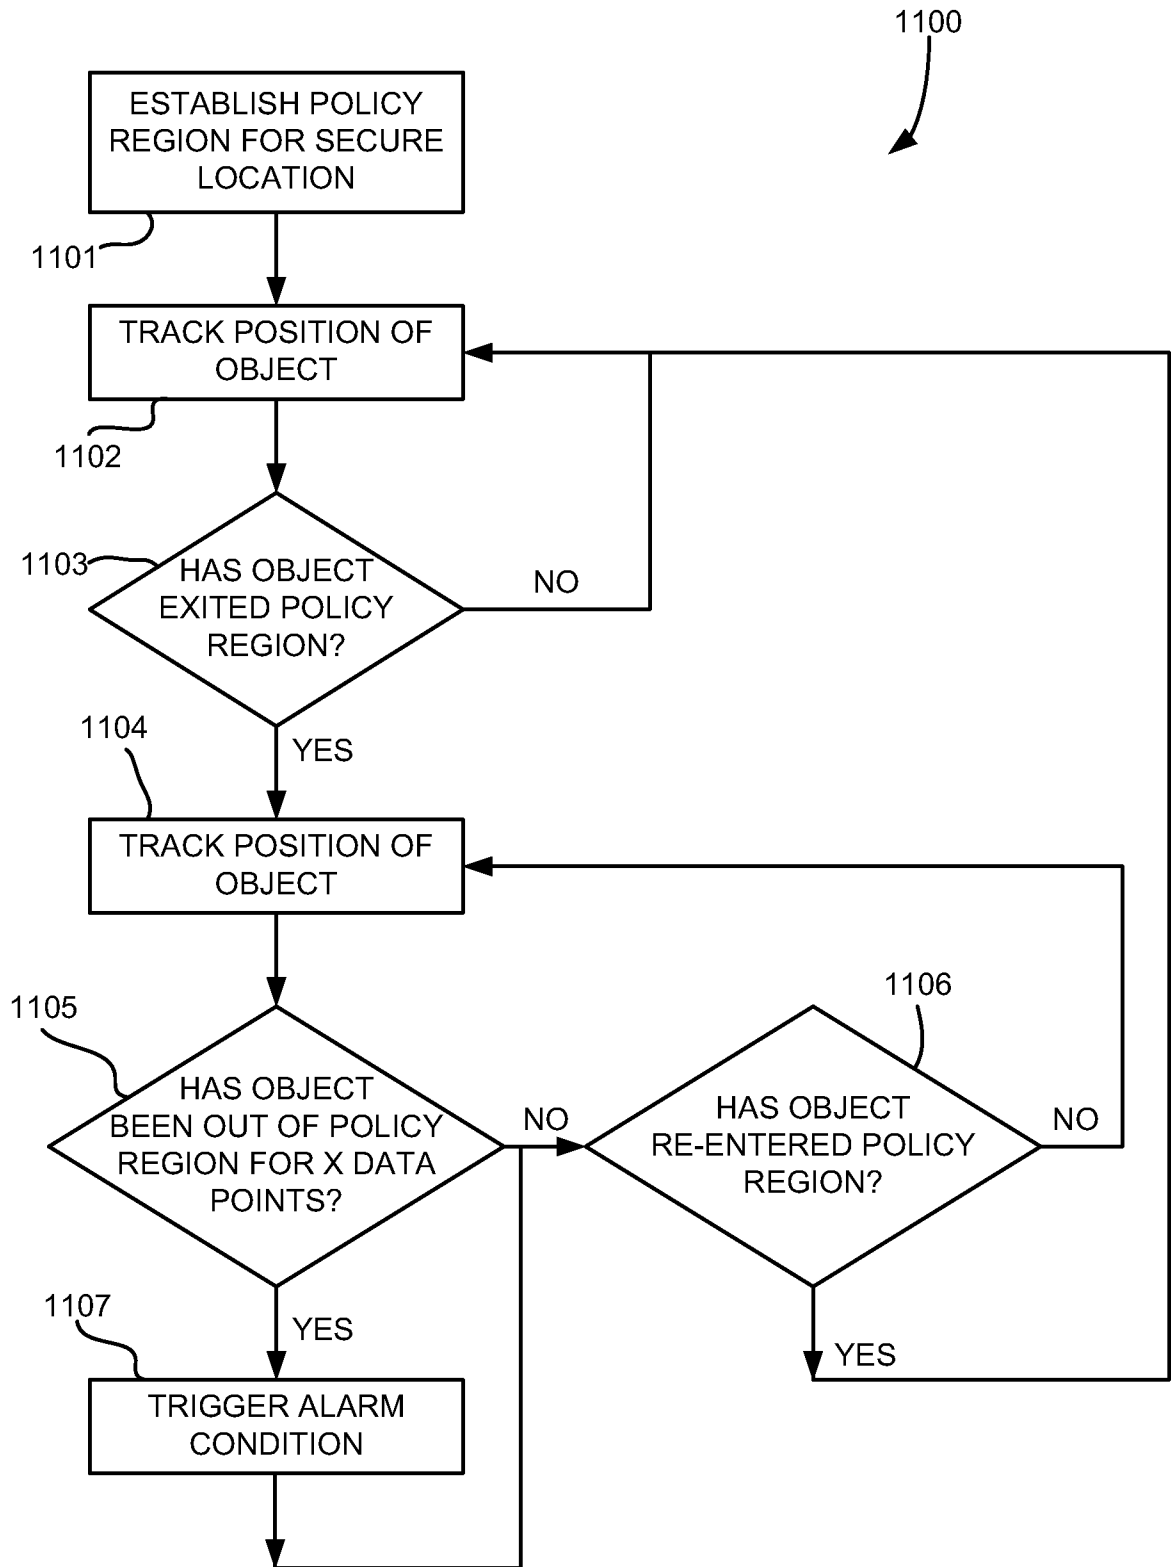 1100
ESTABLISH POLICY
REGION FOR SECURE
LOCATION
1101
TRACK POSITION OF
OBJECT
1102
1103
HAS OBJECT
EXITED POLICY
REGION?
NO
YES
1104
TRACK POSITION OF
OBJECT
1105
HAS OBJECT
BEEN OUT OF POLICY
REGION FOR X DATA
POINTS?
NO
1106
HAS OBJECT
RE-ENTERED POLICY
REGION?
NO
YES
YES
1107
TRIGGER ALARM
CONDITION